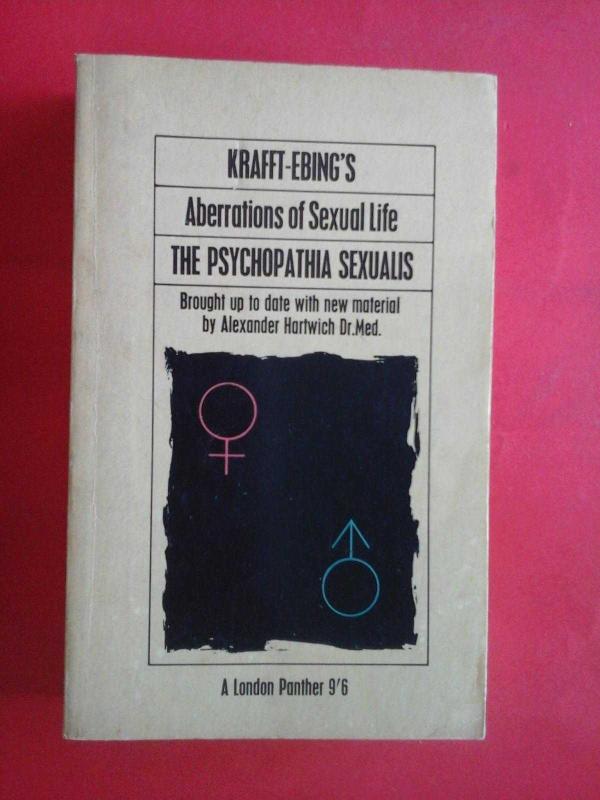 KRAFFT-EBING'S
Aberrations of Sexual Life
THE PSYCHOPATHIA SEXUALIS
Brought up to date with new material
by Alexander Hartwich Dr.Med.
A London Panther 9'6